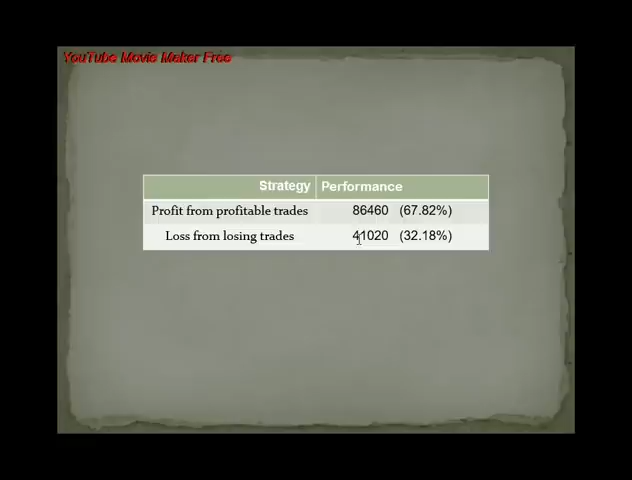 YouTube Movie Maker Free
Strategy Performance
Profit from profitable trades 86460 (67.82%)
Loss from losing trades 41020 (32.18%)